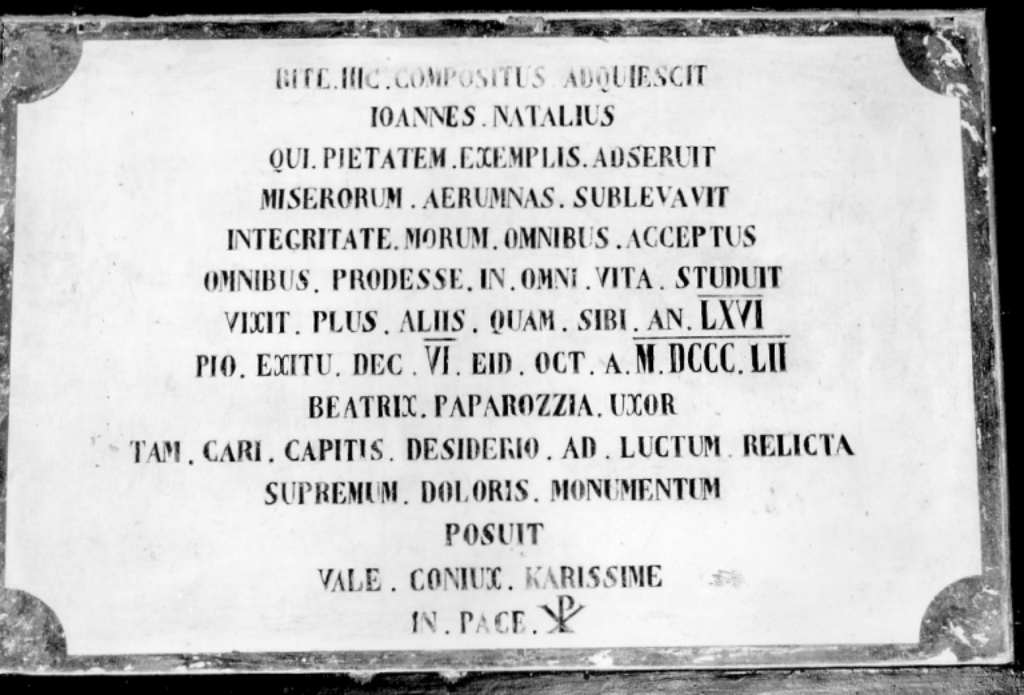 RITE.HIC.COMPOSITUS ADQUIESCIT
IOANNES.NATALIUS
QUI.PIETATEM.EXEMPLIS.ADSERUIT
MISERORUM.AERUMNAS.SUBLEVAVIT
INTEGRITATE.MORUM.OMNIBUS.ACCEPTUS
OMNIBUS.PRODESSE.IN.OMNI.VITA.STUDUIT
VIXIT.PLUS.ALIIS.QUAM.SIBI.AN.LXVI
PIO.EXITU.DEC.VI.EID.OCT.A.M.DCCC.LII
BEATRIX.PAPAROZZIA.UXOR
TAM.CARI.CAPITIS.DESIDERIO.AD.LUCTUM.RELICTA
SUPREMUM.DOLORIS.MONUMENTUM
POSUIT
VALE.CONIUX.KARISSIME
IN.PACE.☧